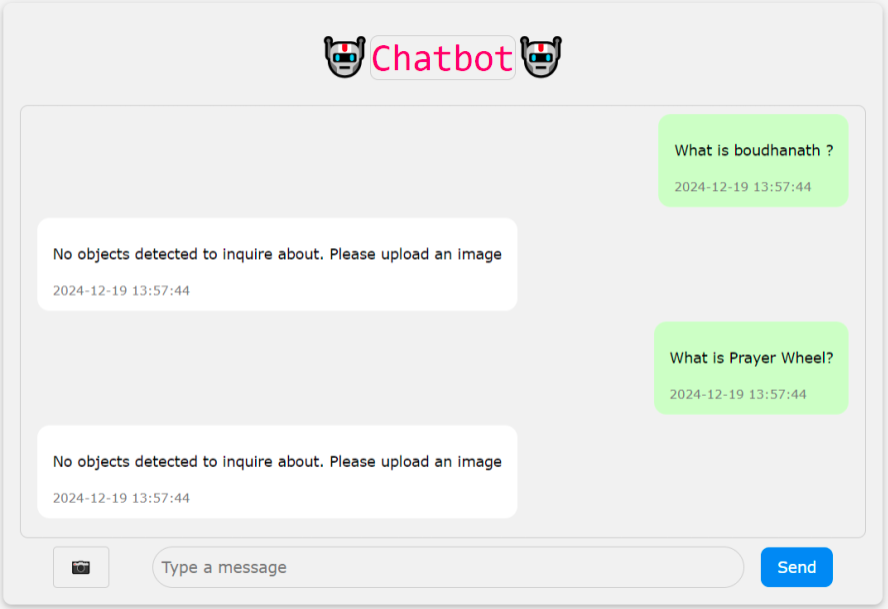 Chatbot
What is boudhanath ?
2024-12-19 13:57:44
No objects detected to inquire about. Please upload an image
2024-12-19 13:57:44
What is Prayer Wheel?
2024-12-19 13:57:44
No objects detected to inquire about. Please upload an image
2024-12-19 13:57:44
Type a message
Send